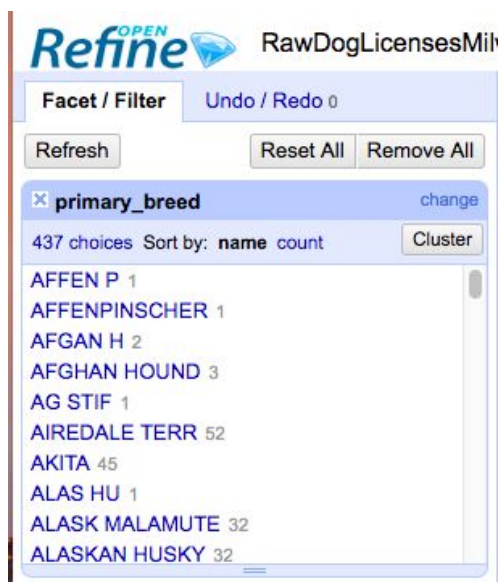 OPEN
Refine RawDogLicensesMil
Facet / Filter Undo / Redo 0
Refresh Reset All Remove All
primary_breed change
437 choices Sort by: name count Cluster
AFFEN P 1
AFFENPINSCHER 1
AFGAN H 2
AFGHAN HOUND 3
AG STIF 1
AIREDALE TERR 52
AKITA 45
ALAS HU 1
ALASK MALAMUTE 32
ALASKAN HUSKY 32